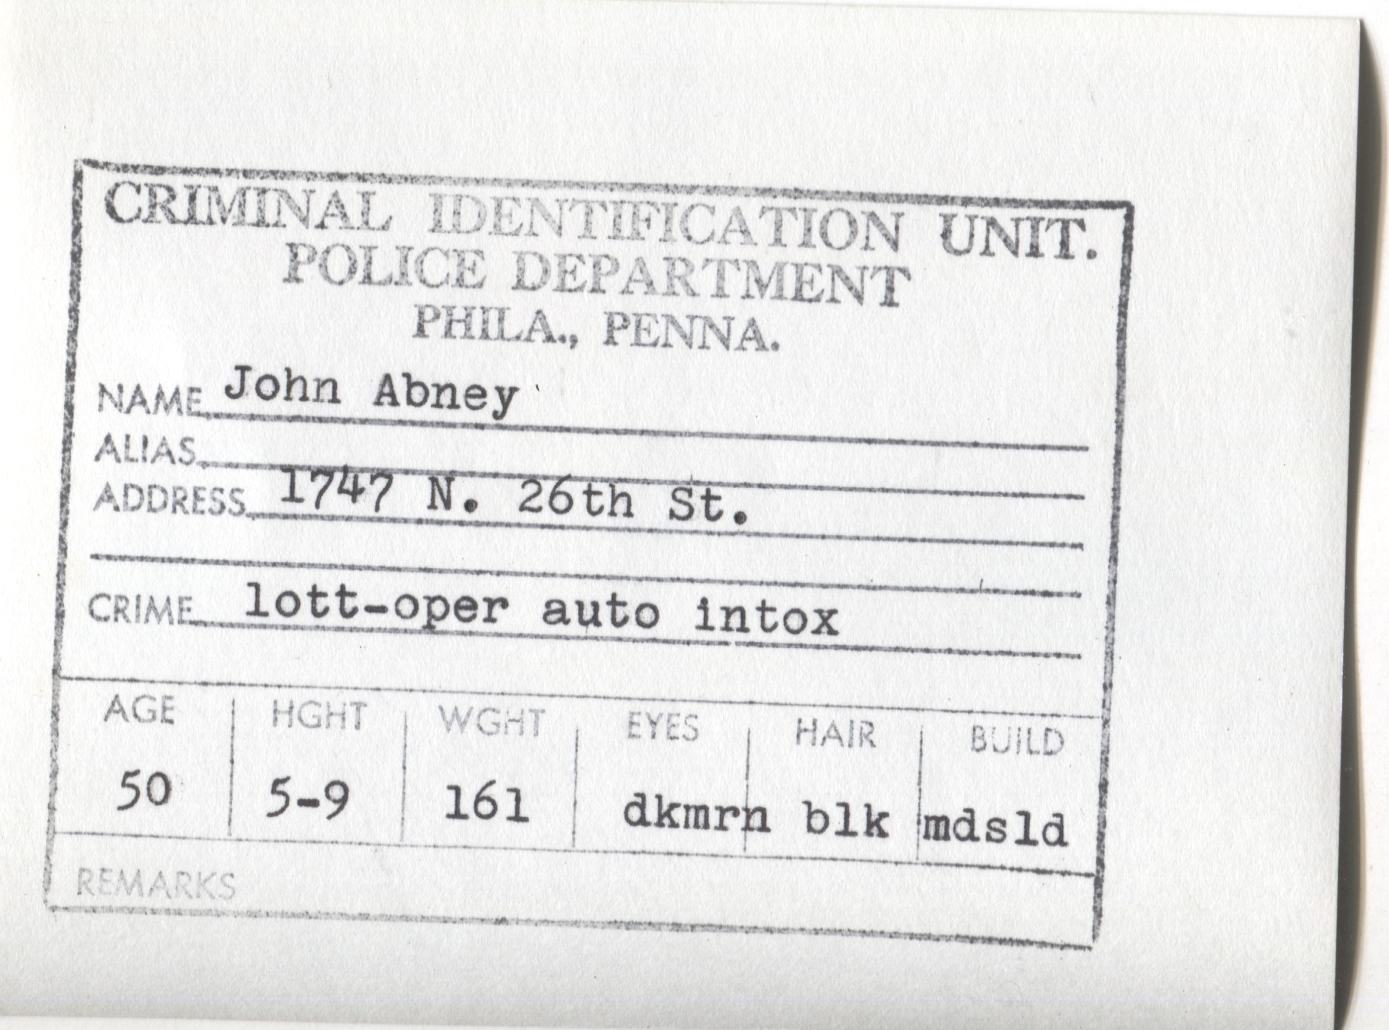 CRIMINAL IDENTIFICATION UNIT.
POLICE DEPARTMENT
PHILA., PENNA.
NAME John Abney
ALIAS
ADDRESS 1747 N. 26th St.
CRIME lott-oper auto intox
AGE HGHT WGHT EYES HAIR BUILD
50 5-9 161 dkmrn blk mdsld
REMARKS